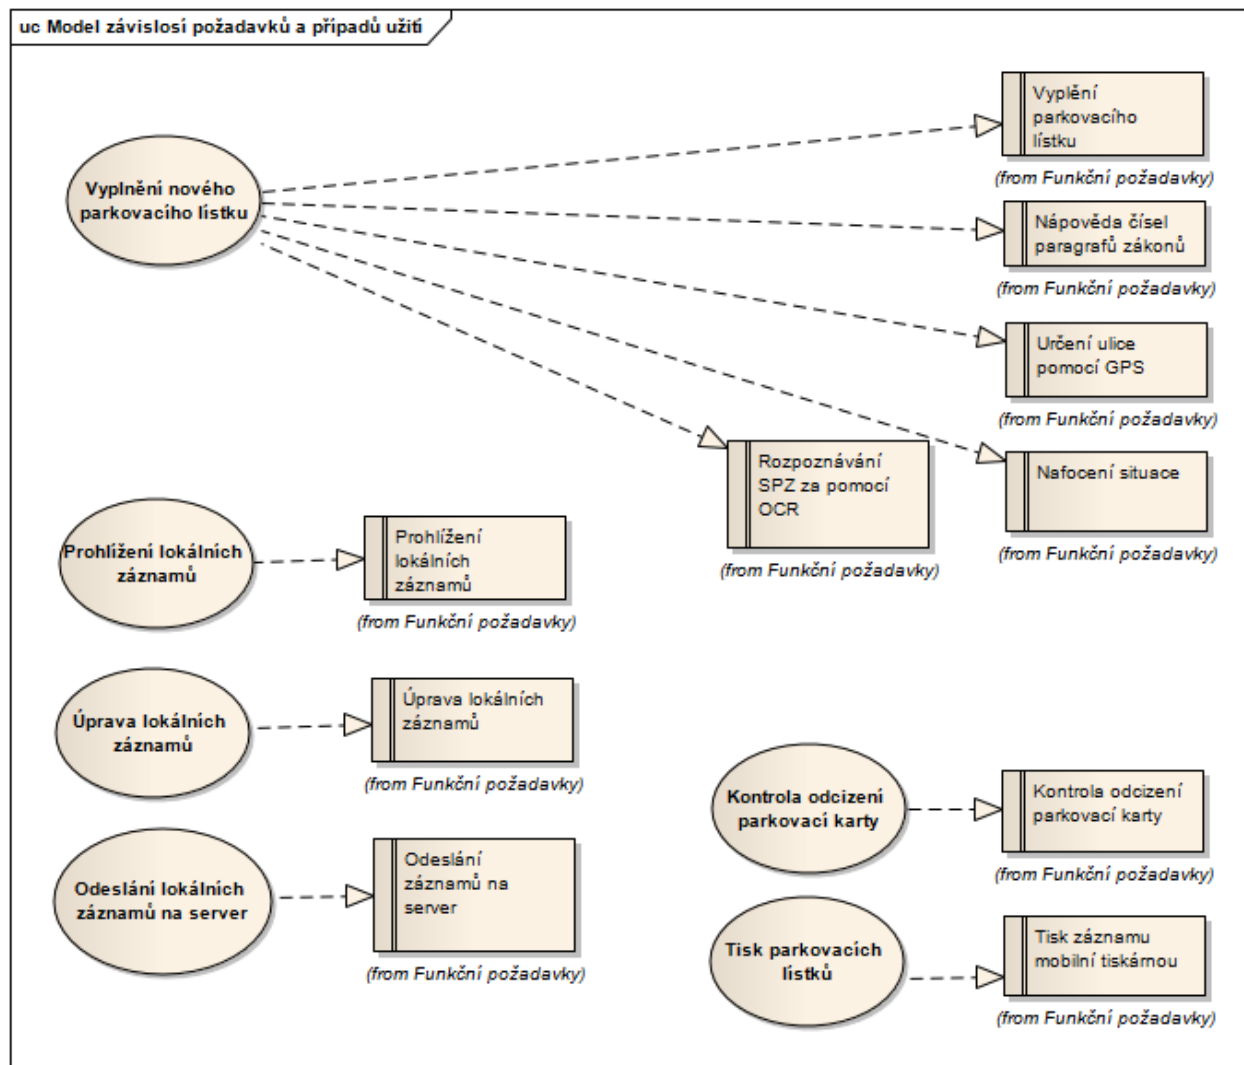 uc Model závislosí požadavků a případů užití
Vyplnění nového
parkovacího lístku
Vyplění
parkovacího
lístku
(from Funkční požadavky)
Nápověda čísel
paragrafů zákonů
(from Funkční požadavky)
Určení ulice
pomocí GPS
(from Funkční požadavky)
Rozpoznávání
SPZ za pomocí
OCR
(from Funkční požadavky)
Nafocení situace
(from Funkční požadavky)
Prohlížení lokálních
záznamů
Prohlížení
lokálních
záznamů
(from Funkční požadavky)
Úprava lokálních
záznamů
Úprava lokálních
záznamů
(from Funkční požadavky)
Kontrola odcizení
parkovací karty
Kontrola odcizení
parkovací karty
(from Funkční požadavky)
Odeslání lokálních
záznamů na server
Odeslání
záznamů na
server
(from Funkční požadavky)
Tisk parkovacích
lístků
Tisk záznamu
mobilní tiskárnou
(from Funkční požadavky)